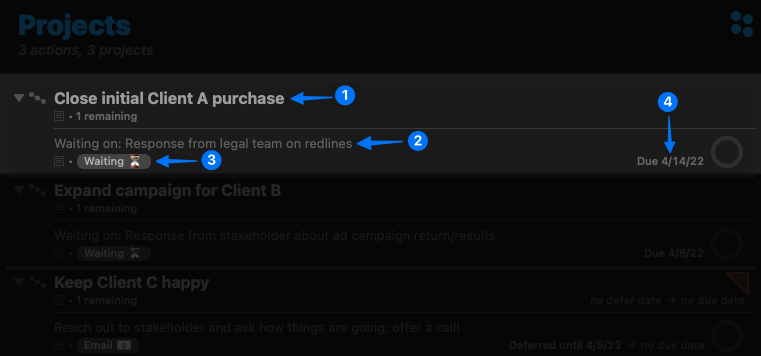 Projects
3 actions, 3 projects
Close initial Client A purchase 1
• 1 remaining
4
Waiting on: Response from legal team on redlines 2
• Waiting ⏳ 3
Due 4/14/22
Expand campaign for Client B
• 1 remaining
Waiting on: Response from stakeholder about ad campaign return/results
• Waiting ⏳
Due 4/8/22
Keep Client C happy
• 1 remaining
no defer date → no due date
Reach out to stakeholder and ask how things are going; offer a call!
• Email 📧
Deferred until 4/5/22 → no due date